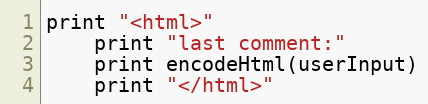 1 print "<html>"
2     print "last comment:"
3     print encodeHtml(userInput)
4     print "</html>"